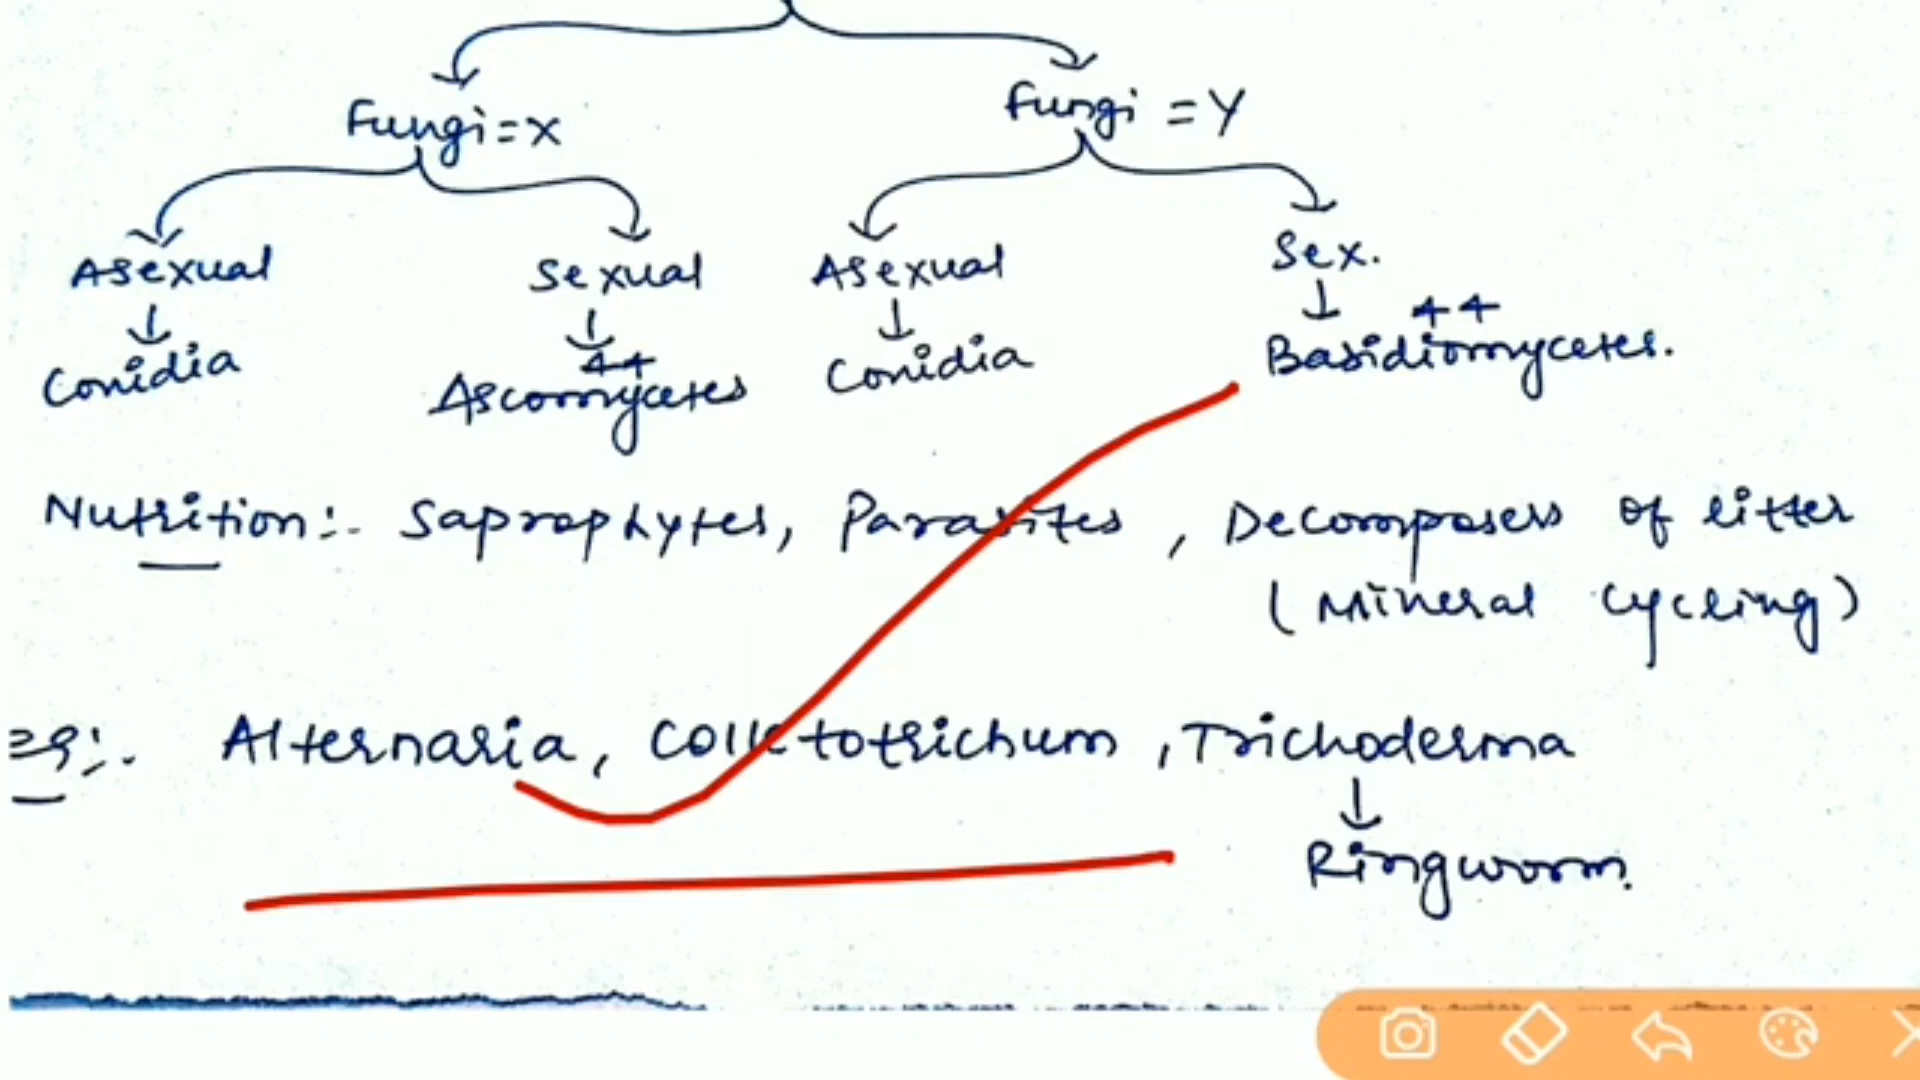 Fungi = X
Fungi = Y
Asexual
Sexual
Asexual
Sex.
Conidia
Ascomycetes
Conidia
Basidiomycetes.
Nutrition:- Saprophytes, Parasites, Decomposers of litter
(Mineral cycling)
eg:-. Alternaria, Colletotrichum, Trichoderma
Ringworm.